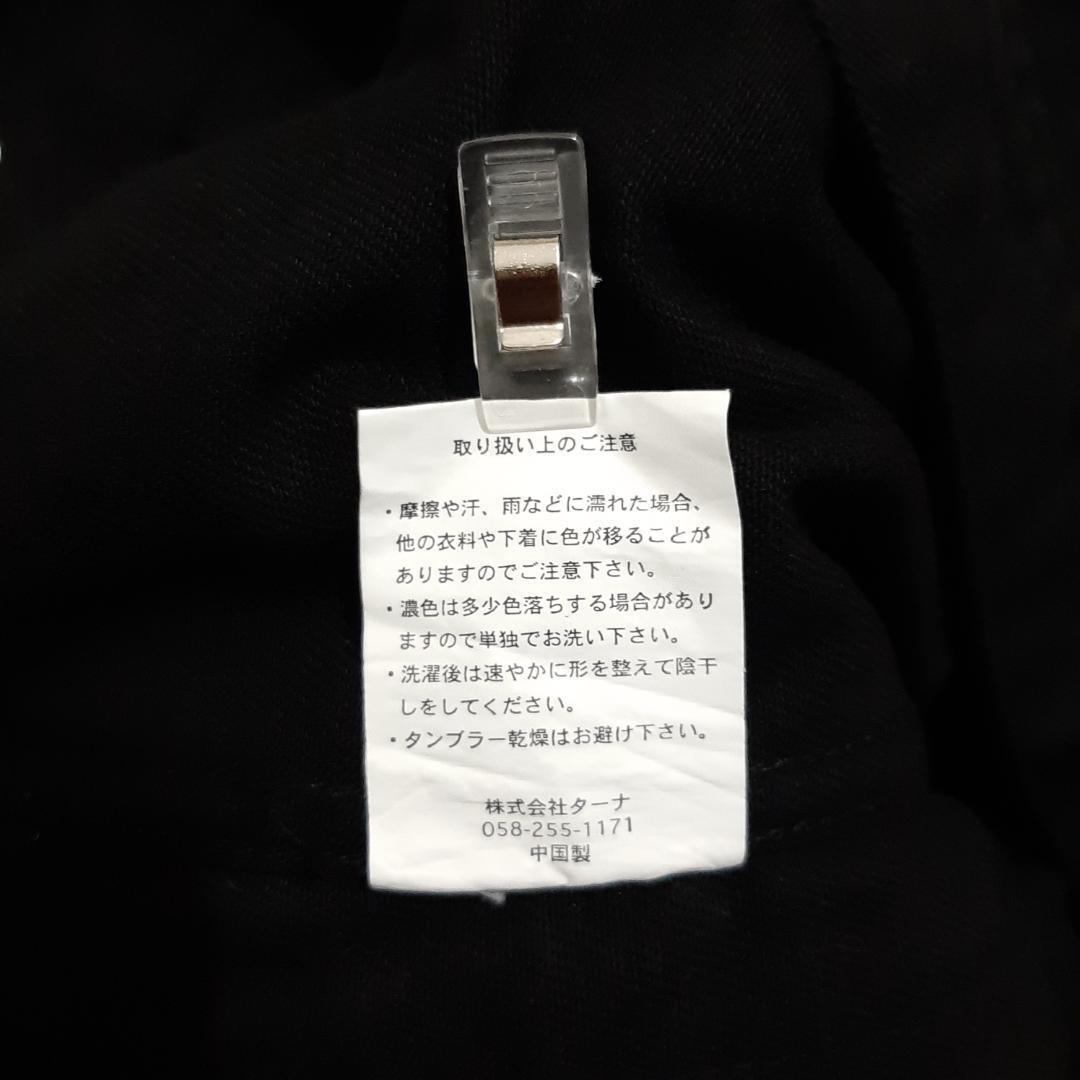 取り扱い上のご注意
・摩擦や汗、雨などに濡れた場合、
他の衣料や下着に色が移ることが
ありますのでご注意下さい。
・濃色は多少色落ちする場合があり
ますので単独でお洗い下さい。
・洗濯後は速やかに形を整えて陰干
しをしてください。
・タンブラー乾燥はお避け下さい。
株式会社ターナ
058-255-1171
中国製